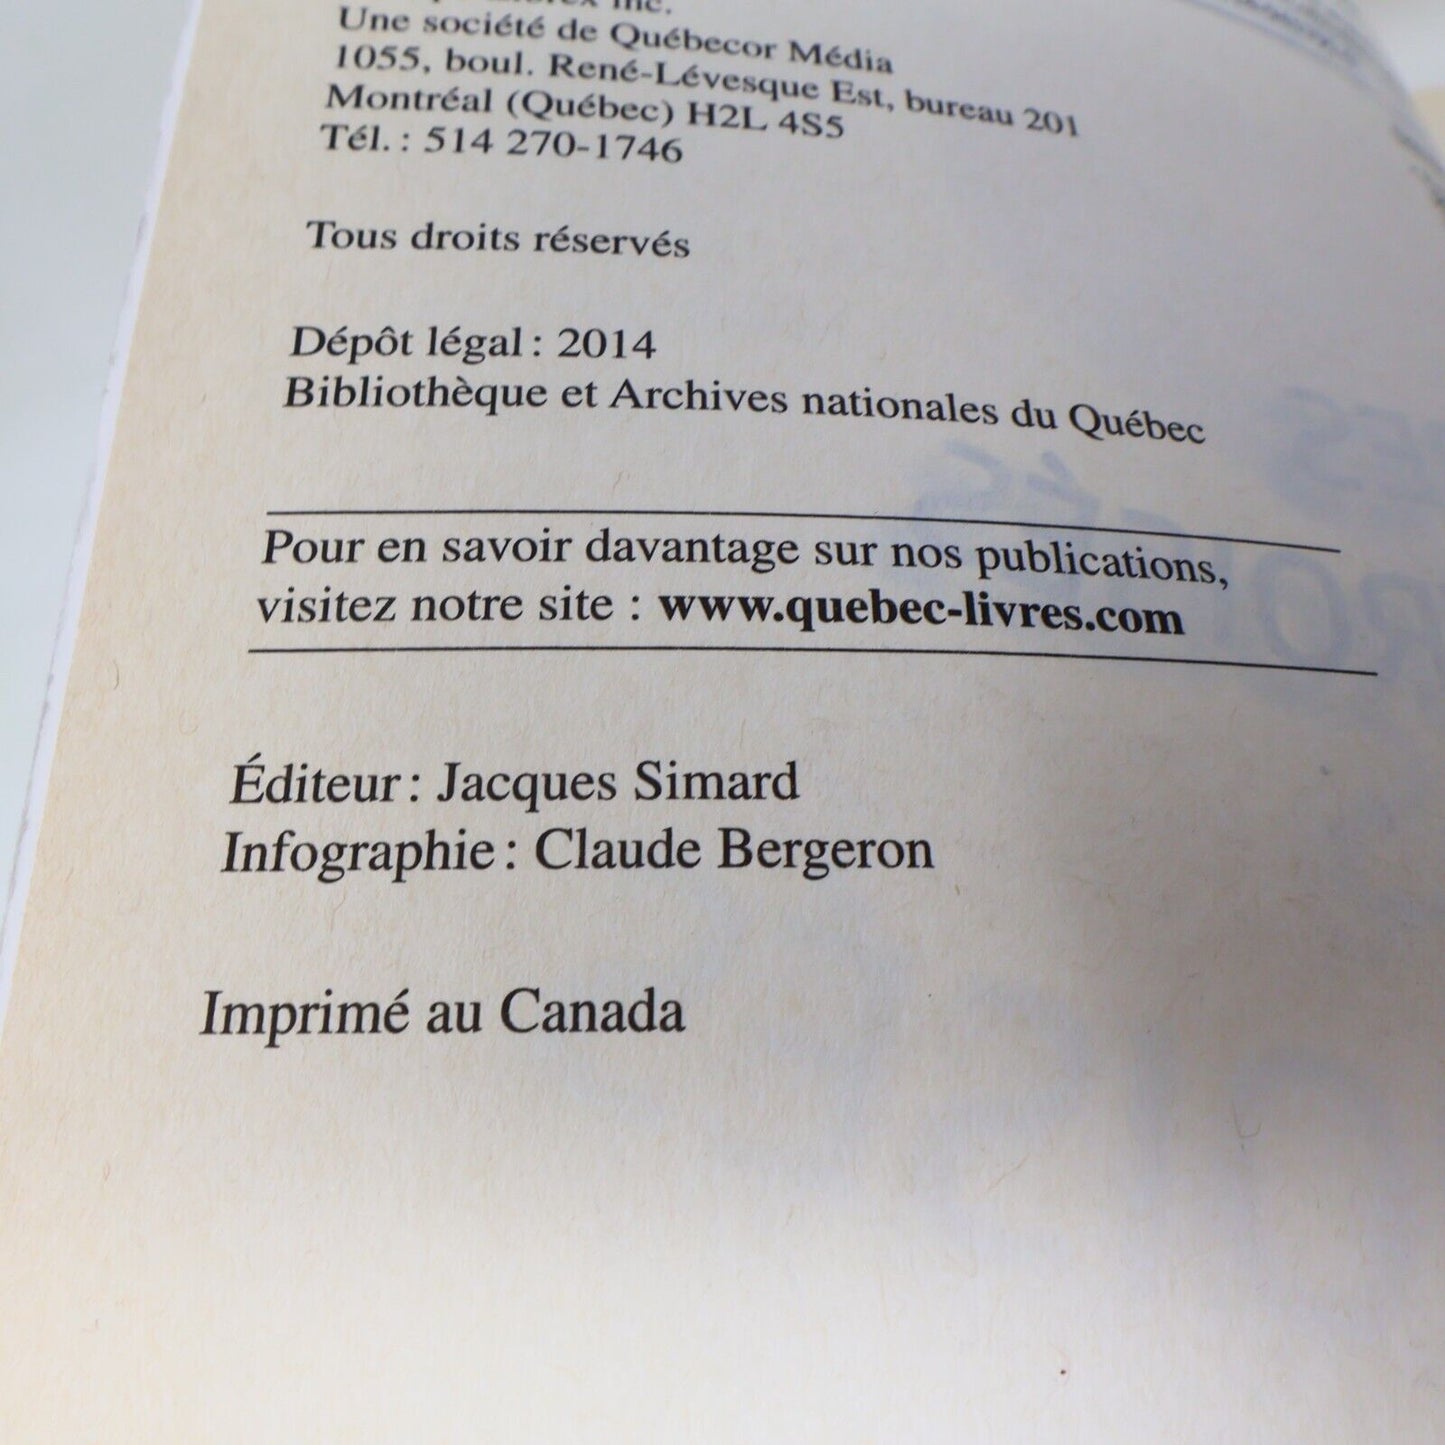 Inc.
Une société de Québecor Média
1055, boul. René-Lévesque Est, bureau 201
Montréal (Québec) H2L 4S5
Tél. : 514 270-1746
Tous droits réservés
Dépôt légal : 2014
Bibliothèque et Archives nationales du Québec
Pour en savoir davantage sur nos publications,
visitez notre site : www.quebec-livres.com
Éditeur : Jacques Simard
Infographie : Claude Bergeron
Imprimé au Canada